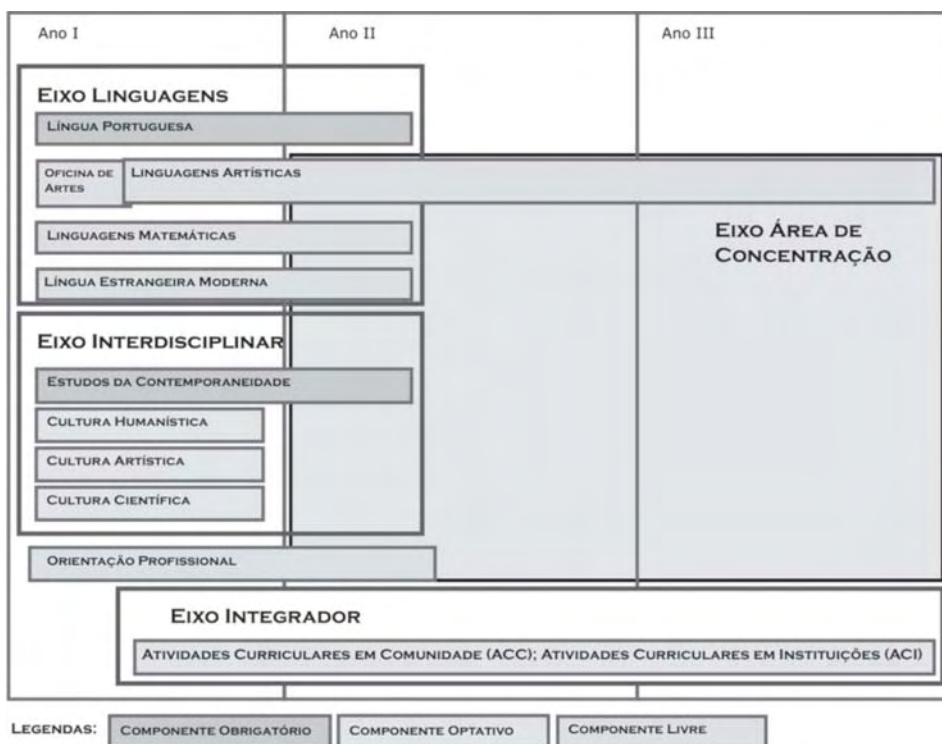 Ano I
Ano II
Ano III
EIXO LINGUAGENS
LÍNGUA PORTUGUESA
OFICINA DE
ARTES
LINGUAGENS ARTÍSTICAS
LINGUAGENS MATEMÁTICAS
LÍNGUA ESTRANGEIRA MODERNA
EIXO ÁREA DE
CONCENTRAÇÃO
EIXO INTERDISCIPLINAR
ESTUDOS DA CONTEMPORANEIDADE
CULTURA HUMANÍSTICA
CULTURA ARTÍSTICA
CULTURA CIENTÍFICA
ORIENTAÇÃO PROFISSIONAL
EIXO INTEGRADOR
ATIVIDADES CURRICULARES EM COMUNIDADE (ACC); ATIVIDADES CURRICULARES EM INSTITUIÇÕES (ACI)
LEGENDAS:
COMPONENTE OBRIGATÓRIO
COMPONENTE OPTATIVO
COMPONENTE LIVRE